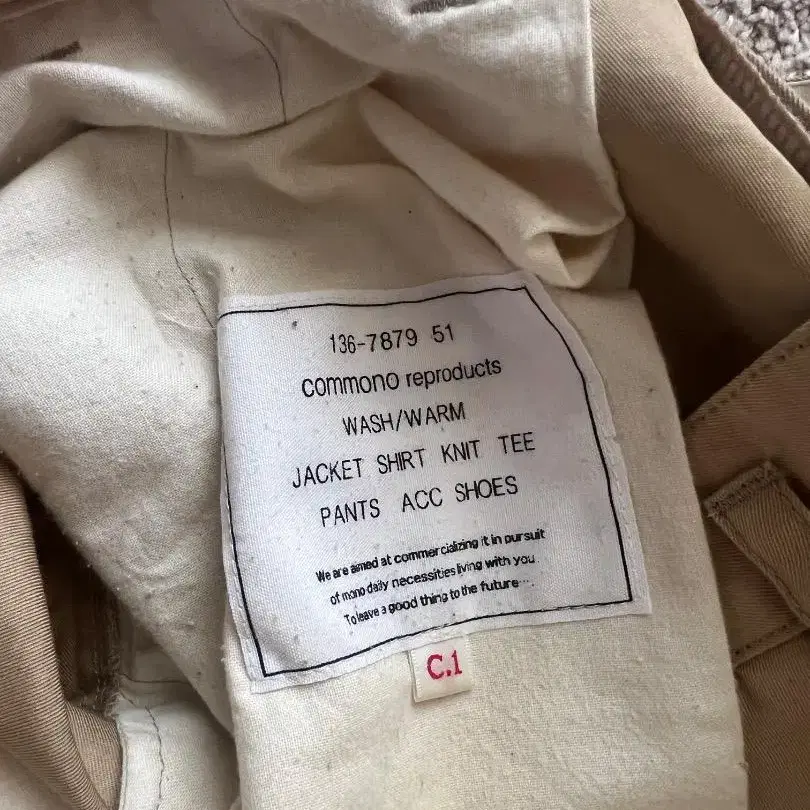 136-7879 51
commono reproducts
WASH/WARM
JACKET SHIRT KNIT TEE
PANTS ACC SHOES
We are aimed at commercializing it in pursuit
of mono daily necessities living with you.
To leave a good thing to the future…
C.1